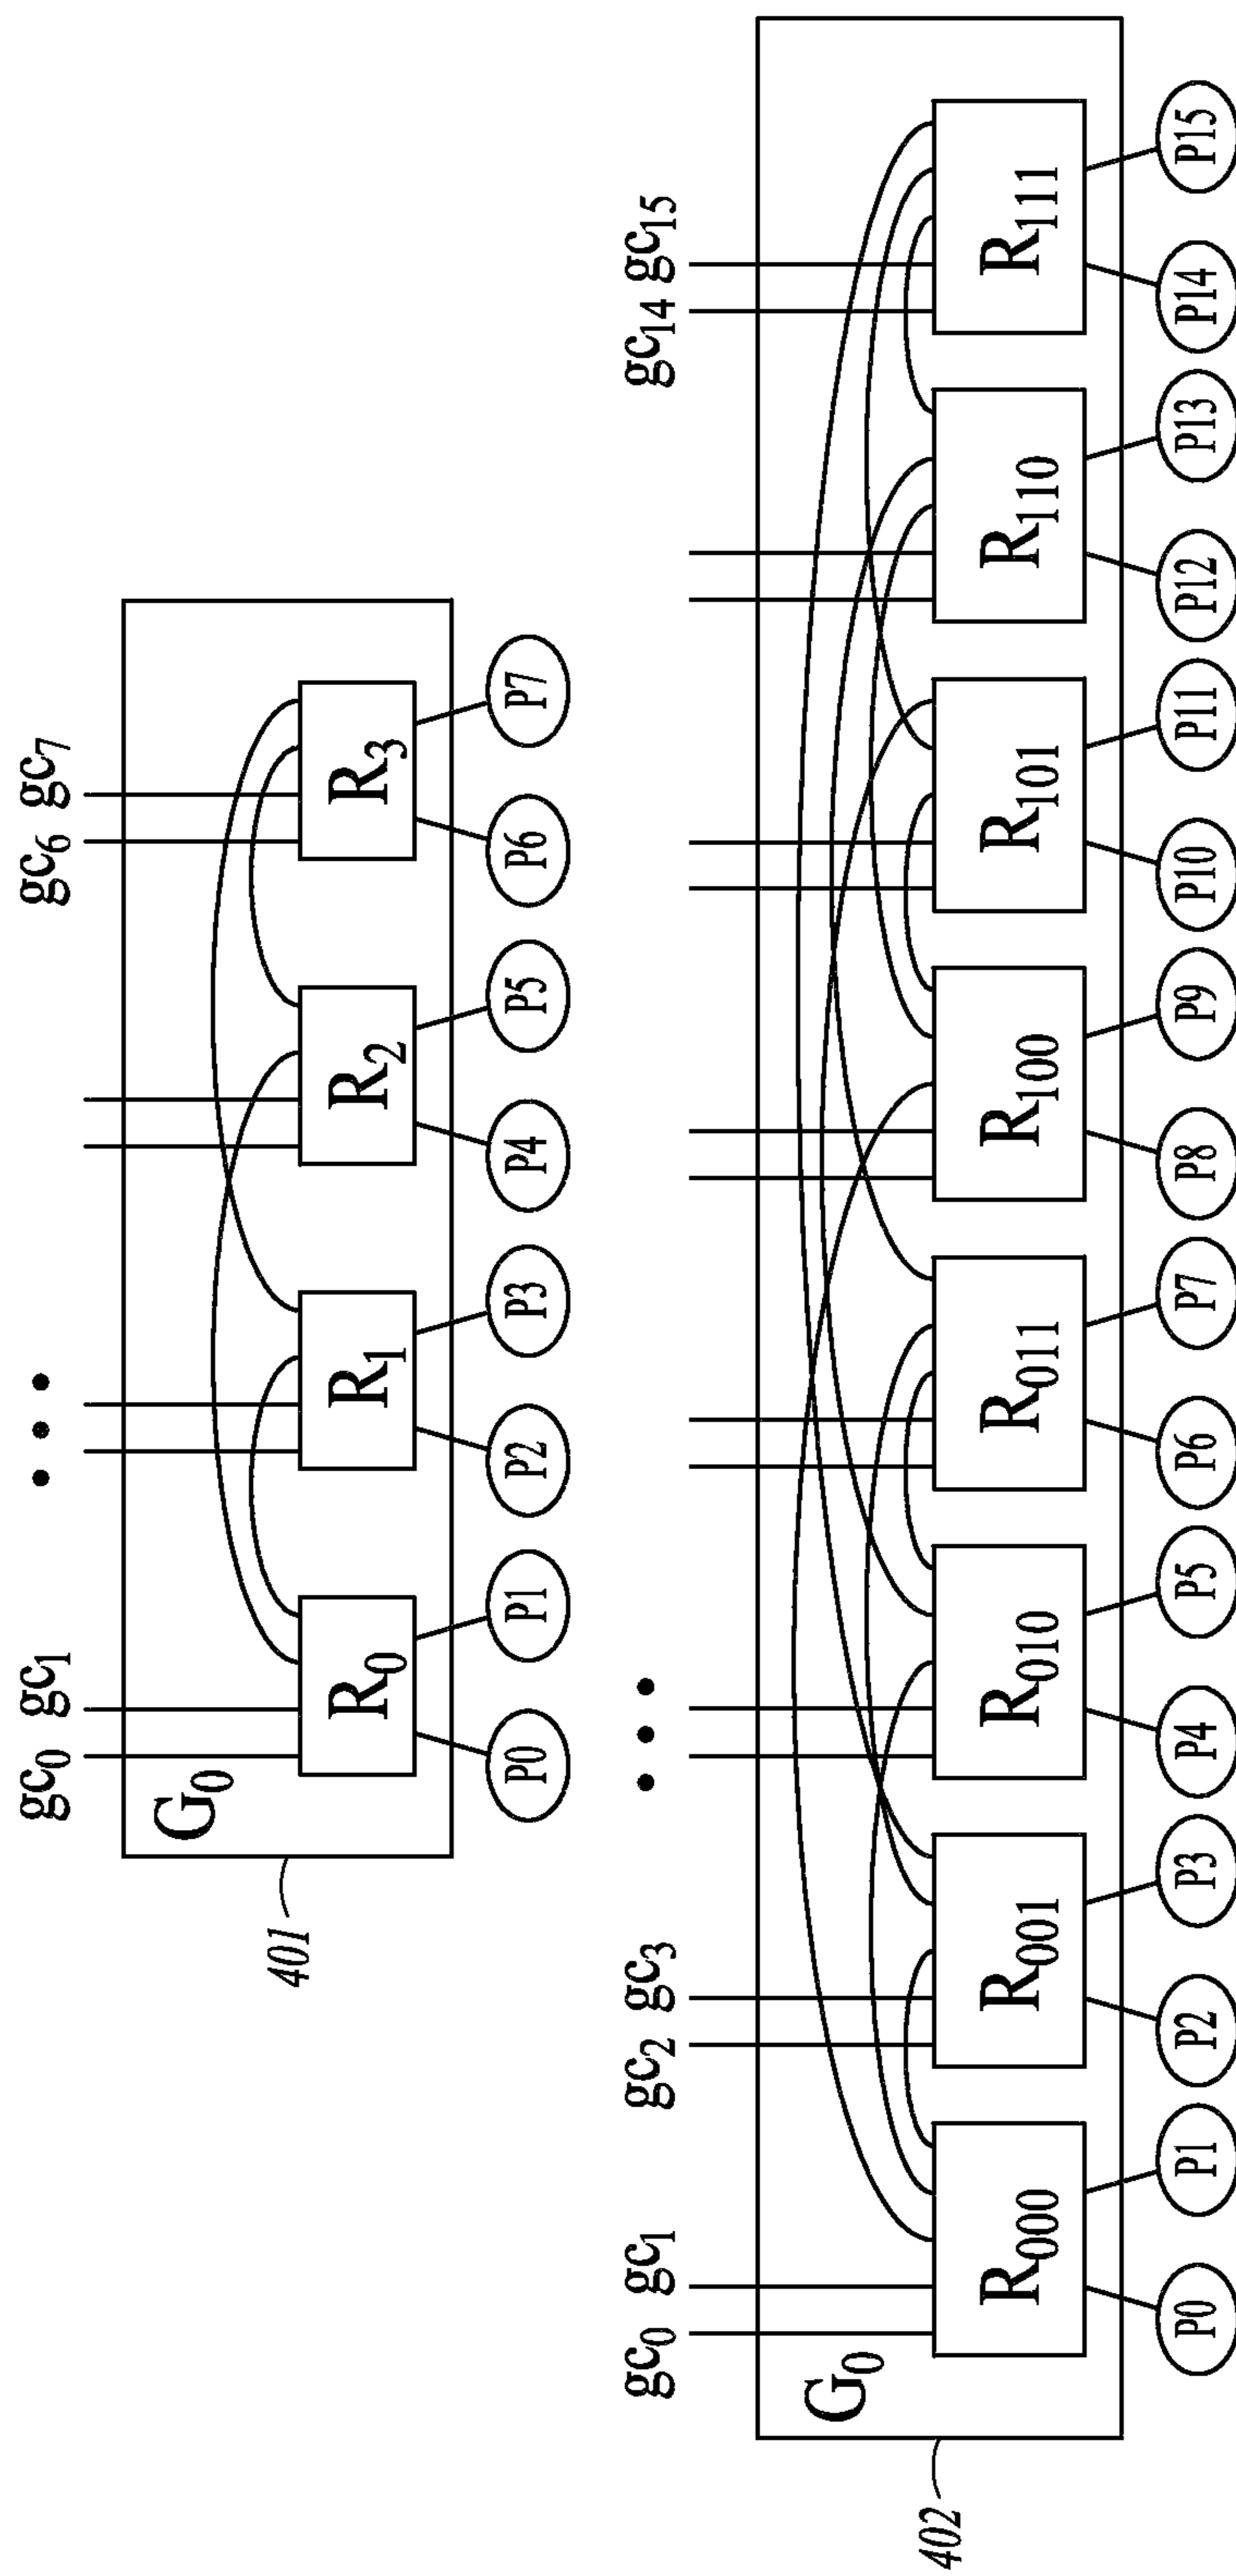 gc0 gc1 • • • gc6 gc7
G0
R0 R1 R2 R3
401
P0 P1 P2 P3 P4 P5 P6 P7
gc0 gc1 gc2 gc3 • • • gc14 gc15
G0
R000 R001 R010 R011 R100 R101 R110 R111
402
P0 P1 P2 P3 P4 P5 P6 P7 P8 P9 P10 P11 P12 P13 P14 P15